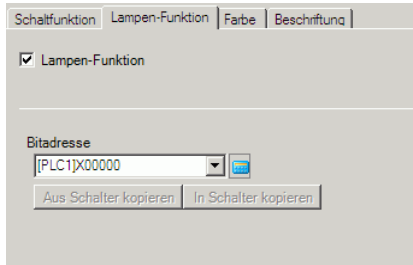 Schaltfunktion Lampen-Funktion Farbe Beschriftung
Lampen-Funktion
Bitadresse
[PLC1]X00000
Aus Schalter kopieren In Schalter kopieren